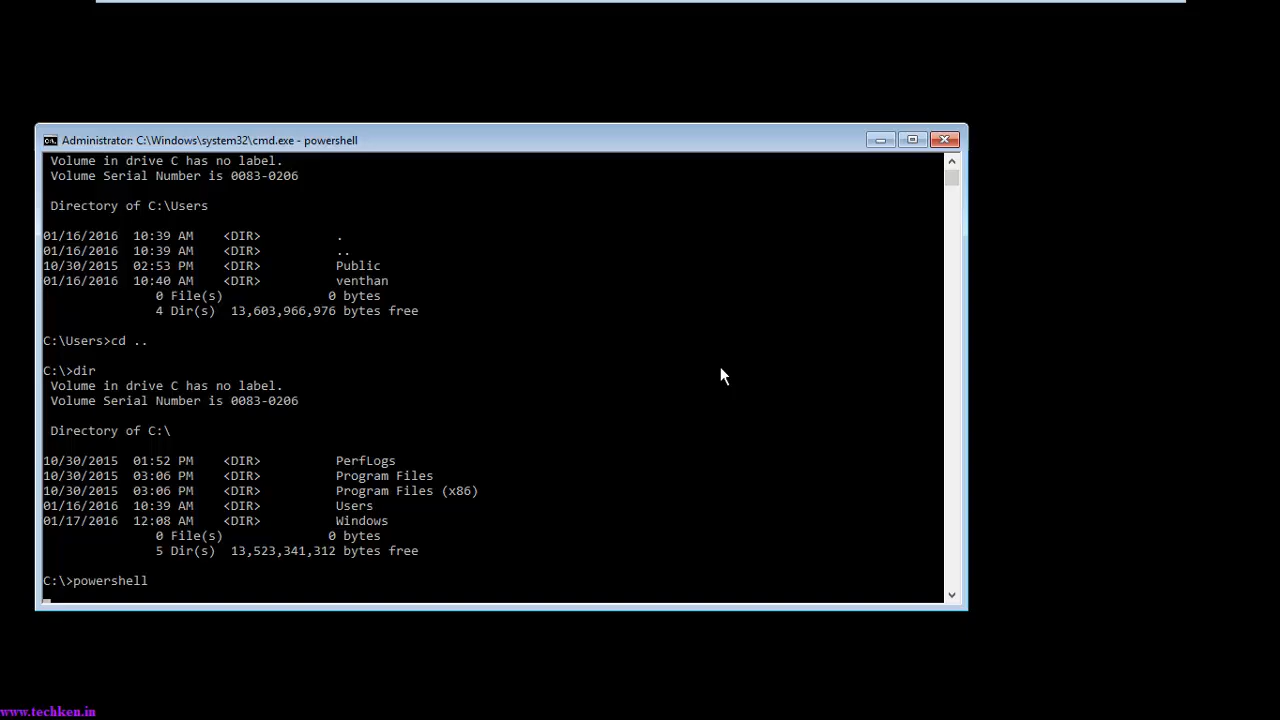 Administrator: C:\Windows\system32\cmd.exe - powershell
Volume in drive C has no label.
Volume Serial Number is 0083-0206
Directory of C:\Users
01/16/2016  10:39 AM    <DIR>          .
01/16/2016  10:39 AM    <DIR>          ..
10/30/2015  02:53 PM    <DIR>          Public
01/16/2016  10:40 AM    <DIR>          venthan
0 File(s)              0 bytes
4 Dir(s)  13,603,966,976 bytes free
C:\Users>cd ..
C:\>dir
Volume in drive C has no label.
Volume Serial Number is 0083-0206
Directory of C:\
10/30/2015  01:52 PM    <DIR>          PerfLogs
10/30/2015  03:06 PM    <DIR>          Program Files
10/30/2015  03:06 PM    <DIR>          Program Files (x86)
01/16/2016  10:39 AM    <DIR>          Users
01/17/2016  12:08 AM    <DIR>          Windows
0 File(s)              0 bytes
5 Dir(s)  13,523,341,312 bytes free
C:\>powershell
www.techken.in